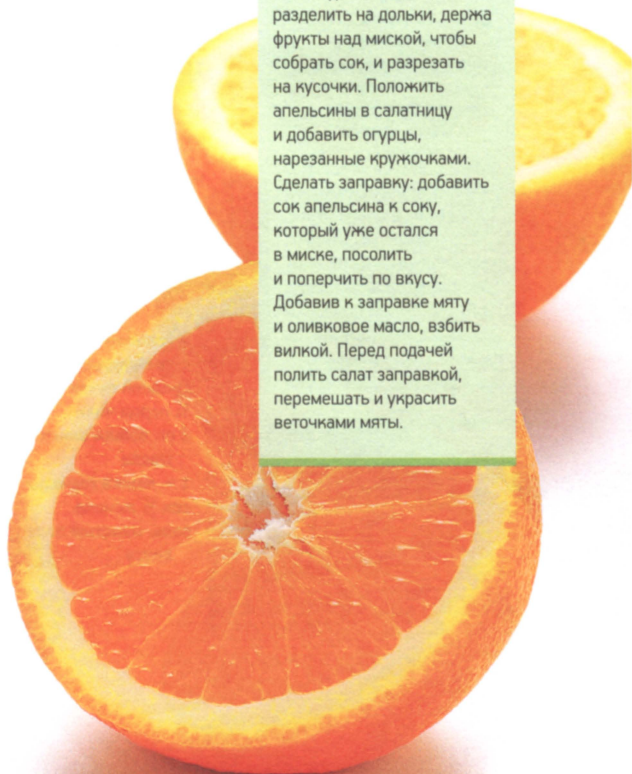 разделить на дольки, держа
фрукты над миской, чтобы
собрать сок, и разрезать
на кусочки. Положить
апельсины в салатницу
и добавить огурцы,
нарезанные кружочками.
Сделать заправку: добавить
сок апельсина к соку,
который уже остался
в миске, посолить
и поперчить по вкусу.
Добавив к заправке мяту
и оливковое масло, взбить
вилкой. Перед подачей
полить салат заправкой,
перемешать и украсить
веточками мяты.